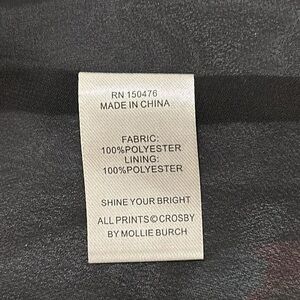 RN 150476
MADE IN CHINA
FABRIC:
100%POLYESTER
LINING:
100%POLYESTER
SHINE YOUR BRIGHT
ALL PRINTS©CROSBY
BY MOLLIE BURCH